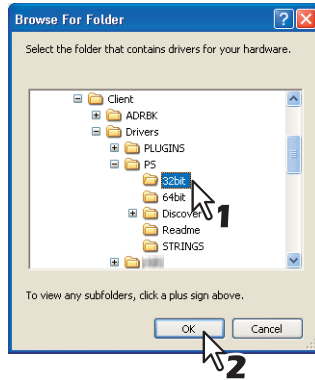 Browse For Folder
Select the folder that contains drivers for your hardware.
Client
ADRBK
Drivers
PLUGINS
PS
32bit
64bit
Discover
Readme
STRINGS
1
To view any subfolders, click a plus sign above.
OK
Cancel
2